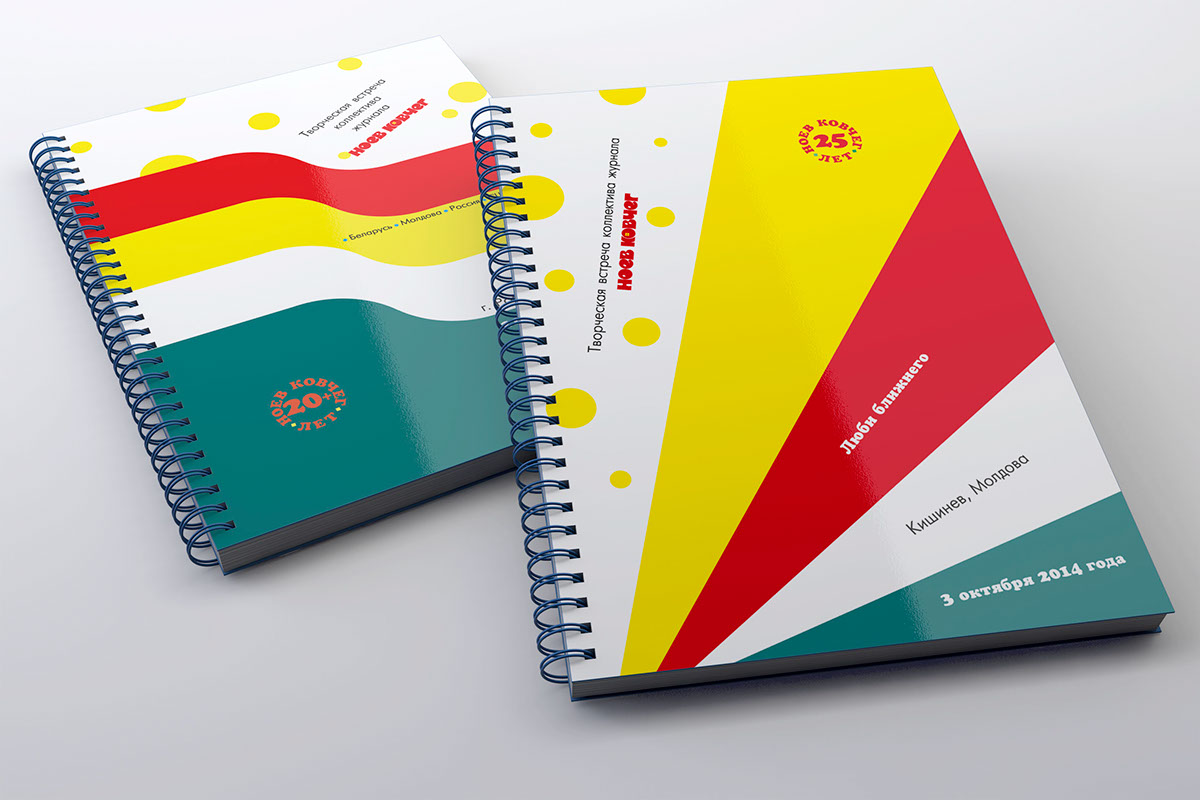 Творческая встреча
коллектива
журнала
НОЕВ КОВЧЕГ
• Беларусь • Молдова • Россия
г.
НОЕВ КОВЧЕГ
20+
• ЛЕТ •
Творческая встреча коллектива журнала
НОЕВ КОВЧЕГ
НОЕВ КОВЧЕГ
25
• ЛЕТ •
Люби ближнего
Кишинев, Молдова
3 октября 2014 года